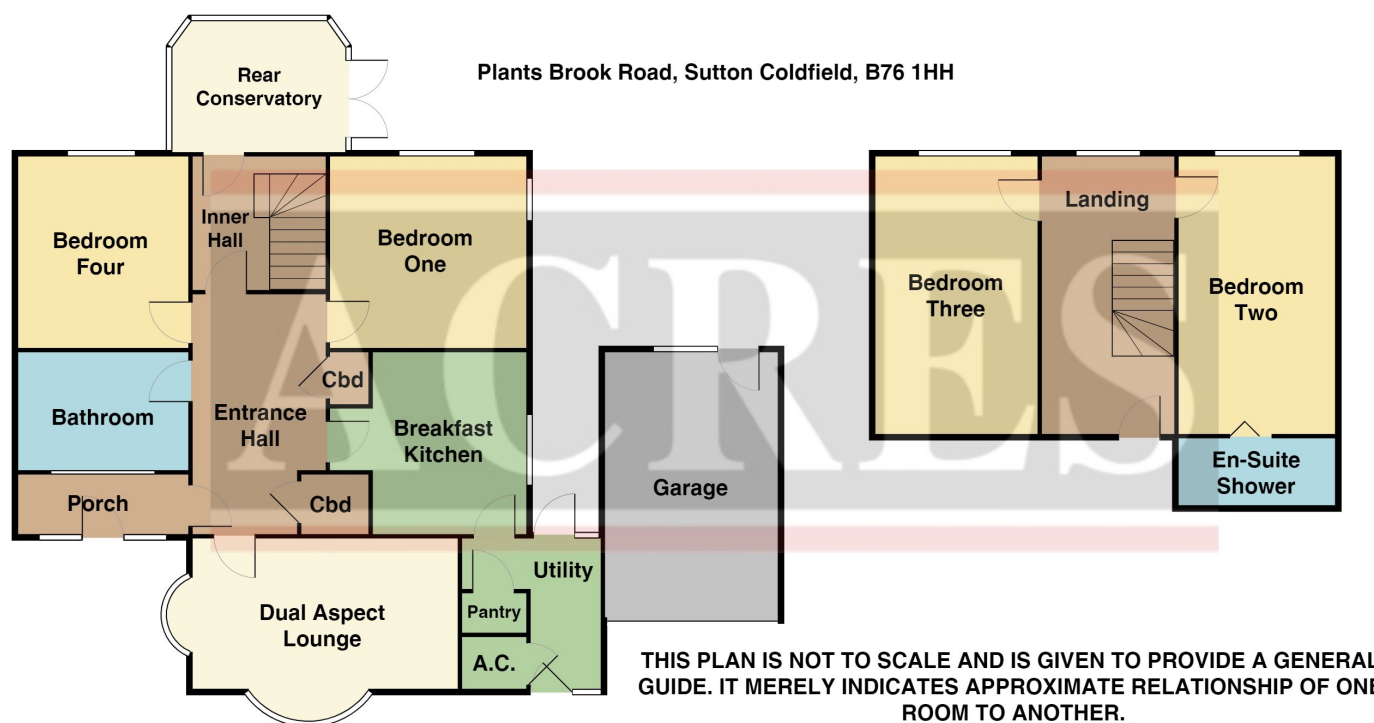 Plants Brook Road, Sutton Coldfield, B76 1HH
Rear
Conservatory
Bedroom
Four
Inner
Hall
Bedroom
One
Bathroom
Entrance
Hall
Cbd
Breakfast
Kitchen
Porch
Cbd
Dual Aspect
Lounge
Utility
Pantry
A.C.
Garage
Landing
Bedroom
Three
Bedroom
Two
En-Suite
Shower
ACRES
THIS PLAN IS NOT TO SCALE AND IS GIVEN TO PROVIDE A GENERAL
GUIDE. IT MERELY INDICATES APPROXIMATE RELATIONSHIP OF ONE
ROOM TO ANOTHER.